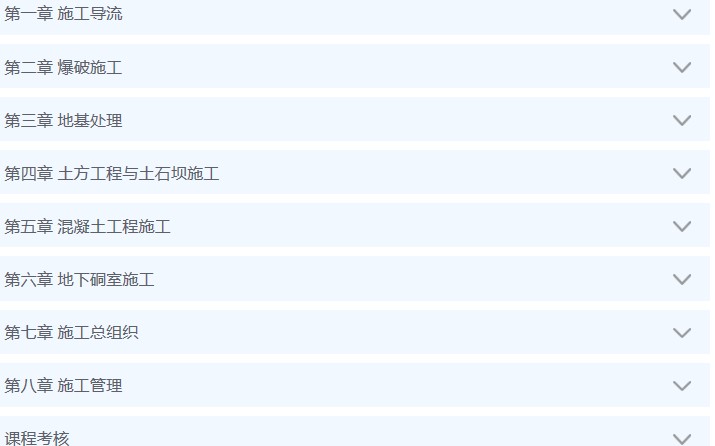 第一章 施工导流
第二章 爆破施工
第三章 地基处理
第四章 土方工程与土石坝施工
第五章 混凝土工程施工
第六章 地下硐室施工
第七章 施工总组织
第八章 施工管理
课程考核